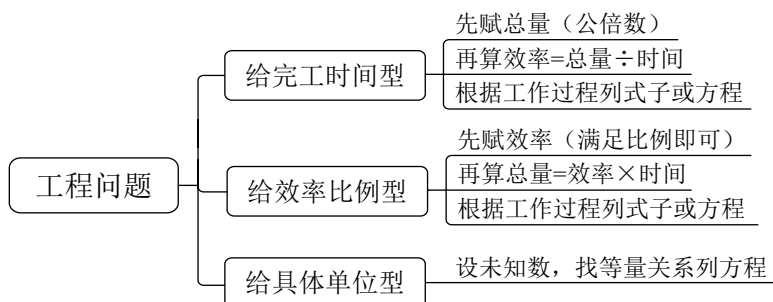 工程问题
给完工时间型
先赋总量（公倍数）
再算效率=总量÷时间
根据工作过程列式子或方程
给效率比例型
先赋效率（满足比例即可）
再算总量=效率×时间
根据工作过程列式子或方程
给具体单位型
设未知数，找等量关系列方程